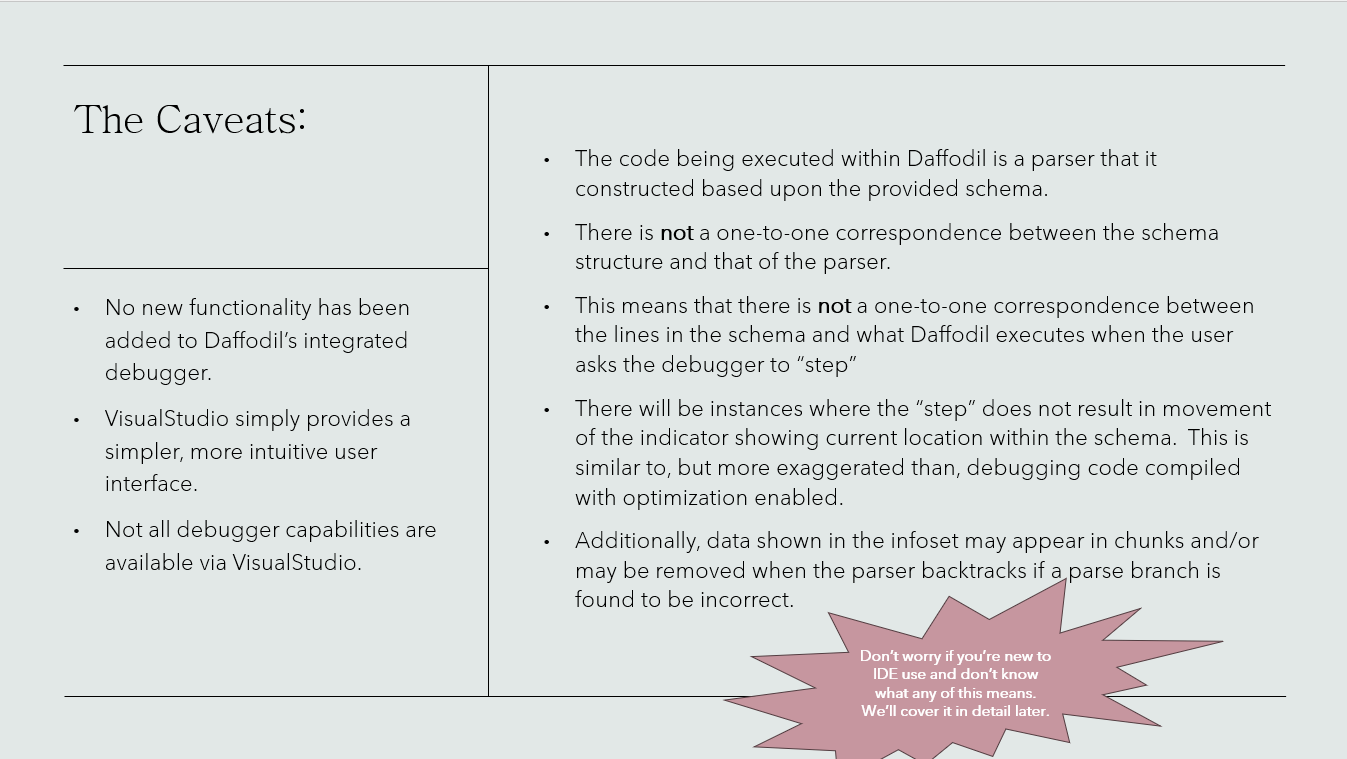 The Caveats:
• No new functionality has been
added to Daffodil’s integrated
debugger.
• VisualStudio simply provides a
simpler, more intuitive user
interface.
• Not all debugger capabilities are
available via VisualStudio.
• The code being executed within Daffodil is a parser that it
constructed based upon the provided schema.
• There is not a one-to-one correspondence between the schema
structure and that of the parser.
• This means that there is not a one-to-one correspondence between
the lines in the schema and what Daffodil executes when the user
asks the debugger to “step”
• There will be instances where the “step” does not result in movement
of the indicator showing current location within the schema.  This is
similar to, but more exaggerated than, debugging code compiled
with optimization enabled.
• Additionally, data shown in the infoset may appear in chunks and/or
may be removed when the parser backtracks if a parse branch is
found to be incorrect.
Don’t worry if you’re new to
IDE use and don’t know
what any of this means.
We’ll cover it in detail later.